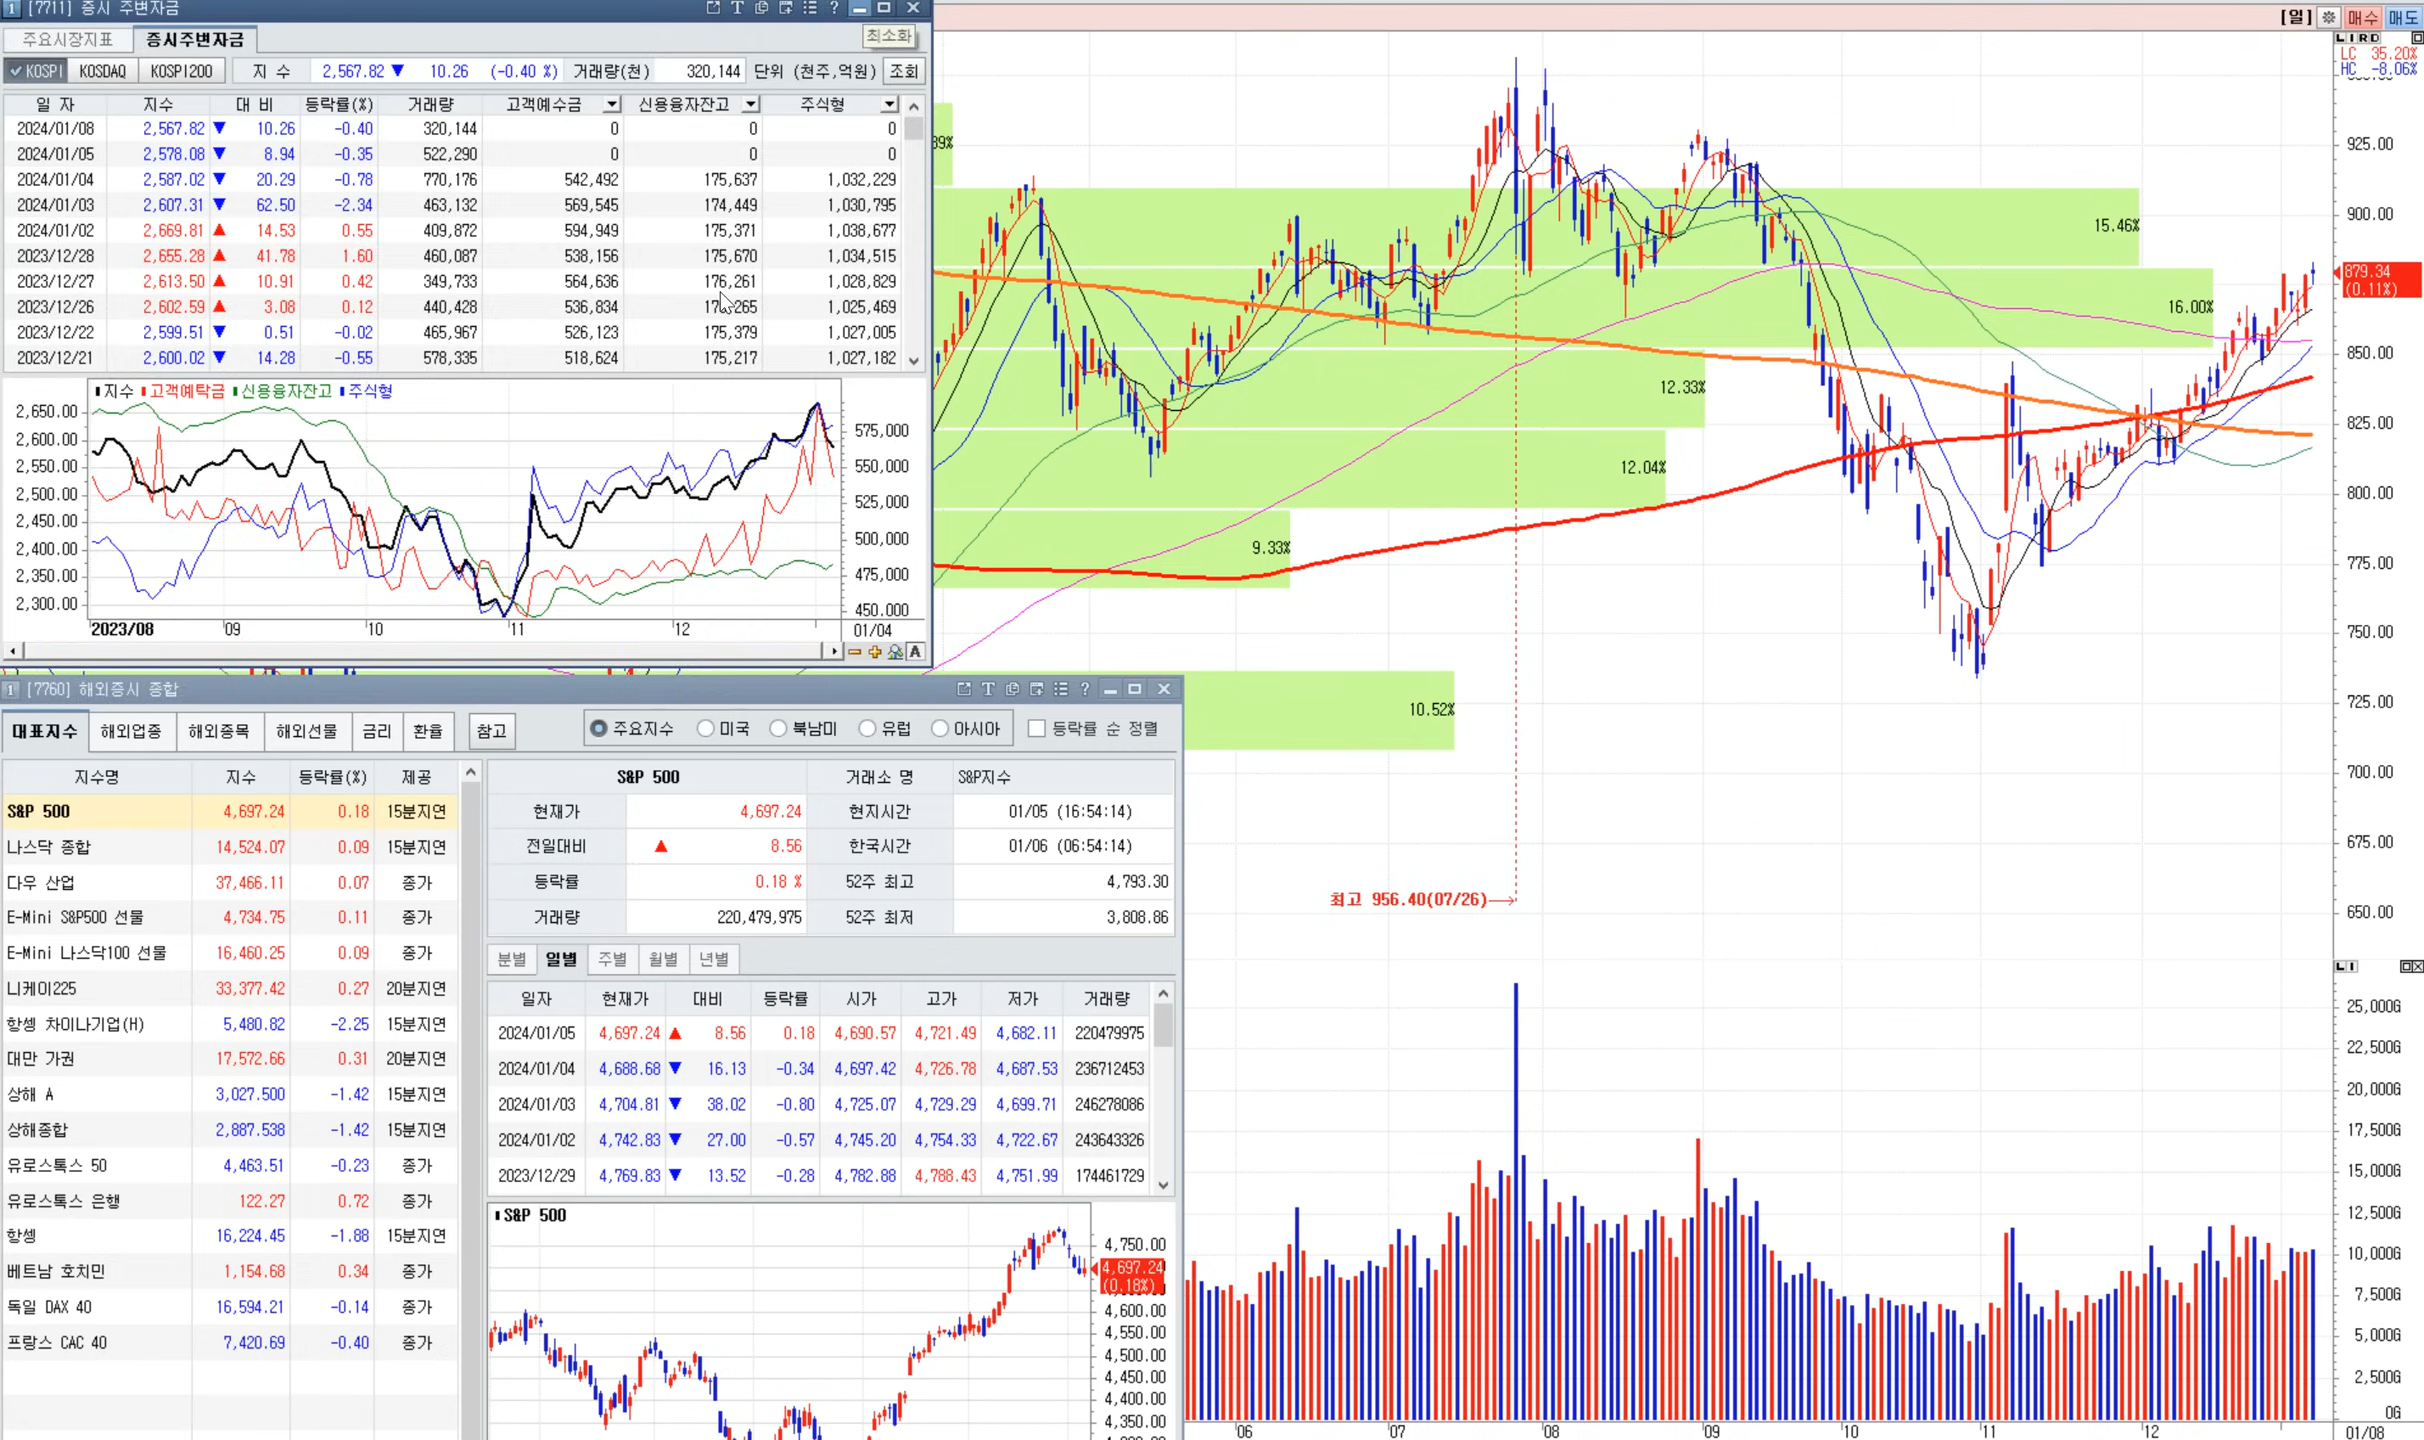 1 [7711] 증시 주변자금
T ?
주요시장지표 증시주변자금 최소화
KOSPI KOSDAQ KOSPI200 지 수 2,567.82 ▼ 10.26 (-0.40 %) 거래량(천) 320,144 단위 (천주,억원) 조회
일 자 지수 대 비 등락률(%) 거래량 고객예수금 신용융자잔고 주식형
2024/01/08 2,567.82 ▼ 10.26 -0.40 320,144 0 0 0
2024/01/05 2,578.08 ▼ 8.94 -0.35 522,290 0 0 0
2024/01/04 2,587.02 ▼ 20.29 -0.78 770,176 542,492 175,637 1,032,229
2024/01/03 2,607.31 ▼ 62.50 -2.34 463,132 569,545 174,449 1,030,795
2024/01/02 2,669.81 ▲ 14.53 0.55 409,872 594,949 175,371 1,038,677
2023/12/28 2,655.28 ▲ 41.78 1.60 460,087 538,156 175,670 1,034,515
2023/12/27 2,613.50 ▲ 10.91 0.42 349,733 564,636 176,261 1,028,829
2023/12/26 2,602.59 ▲ 3.08 0.12 440,428 536,834 1,025,469
2023/12/22 2,599.51 ▼ 0.51 -0.02 465,967 526,123 175,379 1,027,005
2023/12/21 2,600.02 ▼ 14.28 -0.55 578,335 518,624 175,217 1,027,182
지수 고객예탁금 신용융자잔고 주식형
2,650.00
2,600.00
2,550.00
2,500.00
2,450.00
2,400.00
2,350.00
2,300.00
575,000
550,000
525,000
500,000
475,000
450,000
2023/08 09 10 11 12 01/04
A
1 [7760] 해외증시 종합
T ?
대표지수 해외업종 해외종목 해외선물 금리 환율 참고 주요지수 미국 북남미 유럽 아시아 등락률 순 정렬
지수명 지수 등락률(%) 제공
S&P 500 4,697.24 0.18 15분지연
나스닥 종합 14,524.07 0.09 15분지연
다우 산업 37,466.11 0.07 종가
E-Mini S&P500 선물 4,734.75 0.11 종가
E-Mini 나스닥100 선물 16,460.25 0.09 종가
니케이225 33,377.42 0.27 20분지연
항셍 차이나기업(H) 5,480.82 -2.25 15분지연
대만 가권 17,572.66 0.31 20분지연
상해 A 3,027.500 -1.42 15분지연
상해종합 2,887.538 -1.42 15분지연
유로스톡스 50 4,463.51 -0.23 종가
유로스톡스 은행 122.27 0.72 종가
항셍 16,224.45 -1.88 15분지연
베트남 호치민 1,154.68 0.34 종가
독일 DAX 40 16,594.21 -0.14 종가
프랑스 CAC 40 7,420.69 -0.40 종가
S&P 500 거래소 명 S&P지수
현재가 4,697.24 현지시간 01/05 (16:54:14)
전일대비 ▲ 8.56 한국시간 01/06 (06:54:14)
등락률 0.18 % 52주 최고 4,793.30
거래량 220,479,975 52주 최저 3,808.86
분별 일별 주별 월별 년별
일자 현재가 대비 등락률 시가 고가 저가 거래량
2024/01/05 4,697.24 ▲ 8.56 0.18 4,690.57 4,721.49 4,682.11 220479975
2024/01/04 4,688.68 ▼ 16.13 -0.34 4,697.42 4,726.78 4,687.53 236712453
2024/01/03 4,704.81 ▼ 38.02 -0.80 4,725.07 4,729.29 4,699.71 246278086
2024/01/02 4,742.83 ▼ 27.00 -0.57 4,745.20 4,754.33 4,722.67 243643326
2023/12/29 4,769.83 ▼ 13.52 -0.28 4,782.88 4,788.43 4,751.99 174461729
S&P 500
4,750.00
4,697.24
(0.18%)
4,600.00
4,550.00
4,500.00
4,450.00
4,400.00
4,350.00
[일] 매수 매도
L I R D
LC 35.20%
HC -8.06%
925.00
900.00
879.34
(0.11%)
850.00
825.00
800.00
775.00
750.00
725.00
700.00
675.00
650.00
15.46%
16.00%
12.33%
12.04%
9.33%
10.52%
최고 956.40(07/26)
L I
25,000G
22,500G
20,000G
17,500G
15,000G
12,500G
10,000G
7,500G
5,000G
2,500G
0G
06 07 08 09 10 11 12 01/08